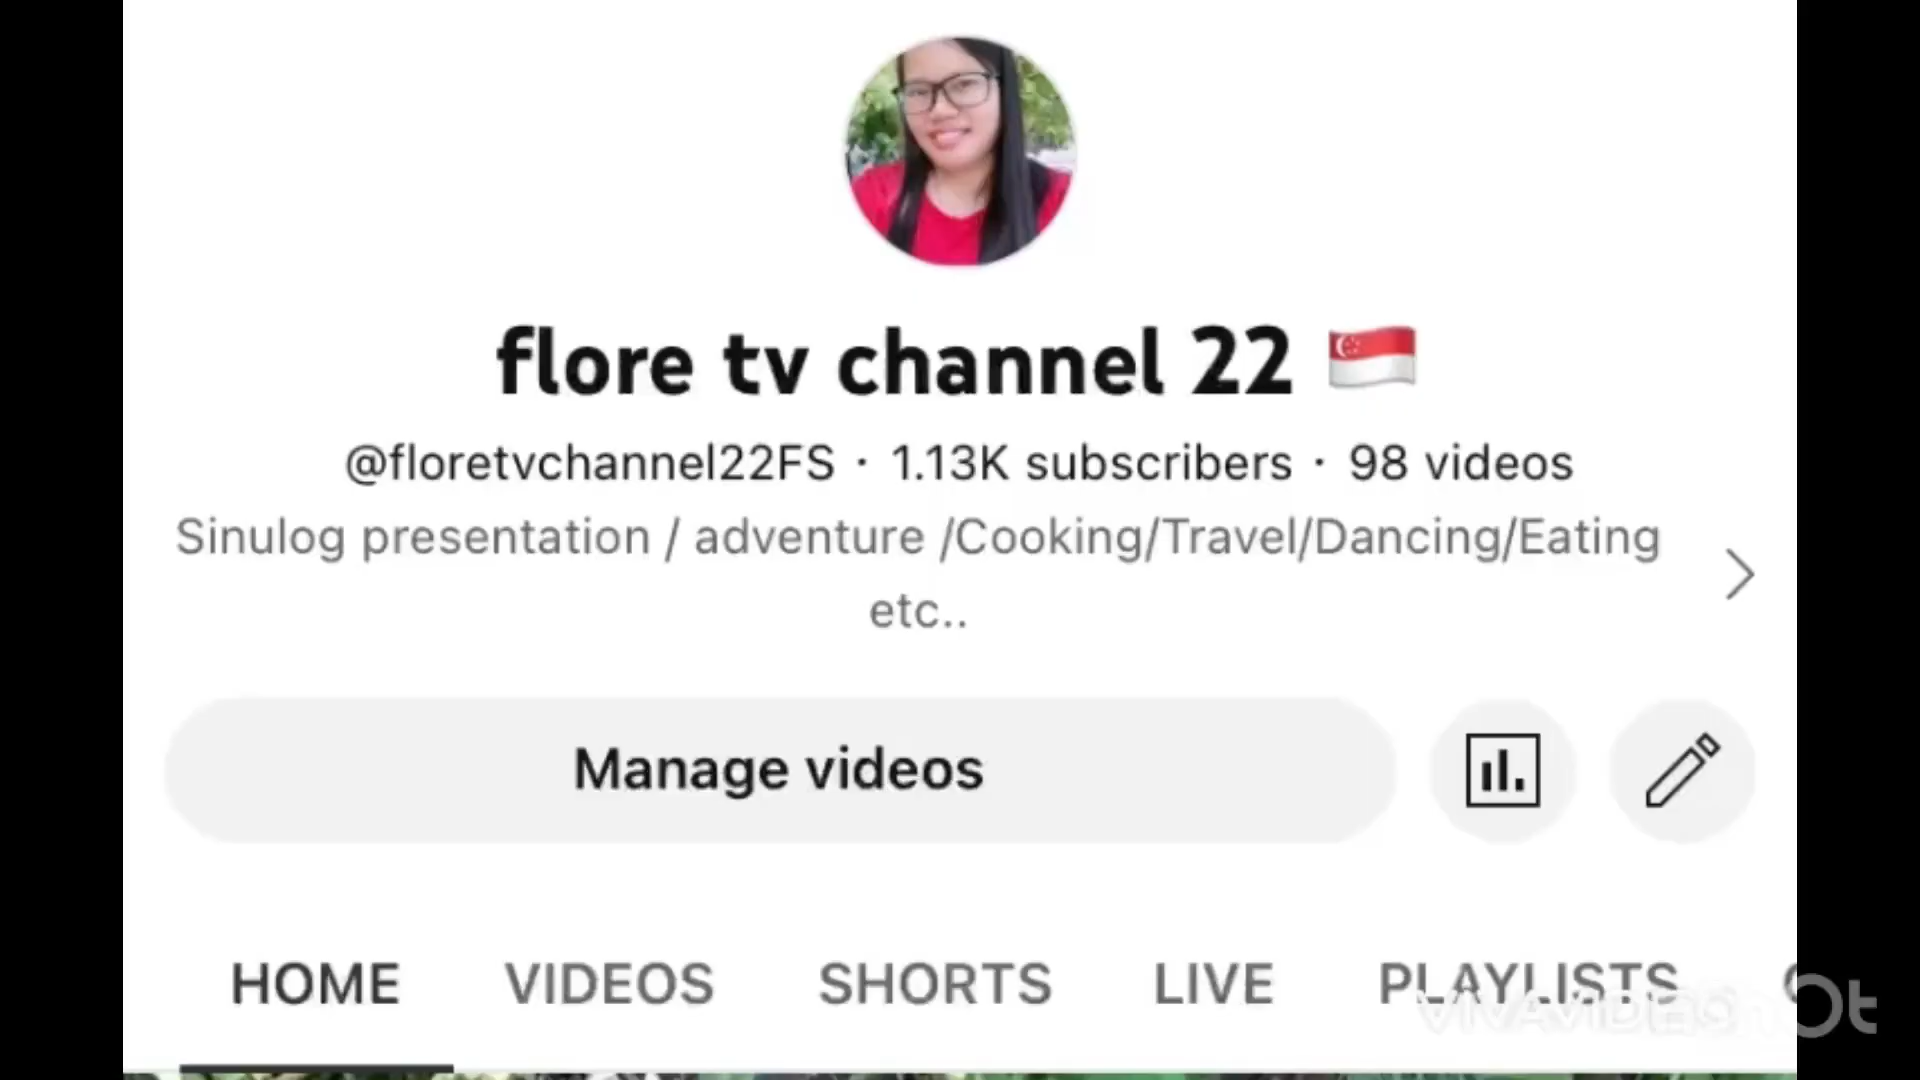 flore tv channel 22 🇸🇬
@floretvchannel22FS · 1.13K subscribers · 98 videos
Sinulog presentation / adventure /Cooking/Travel/Dancing/Eating
etc..
Manage videos
HOME VIDEOS SHORTS LIVE PLAYLISTS
VIVAVIDEO